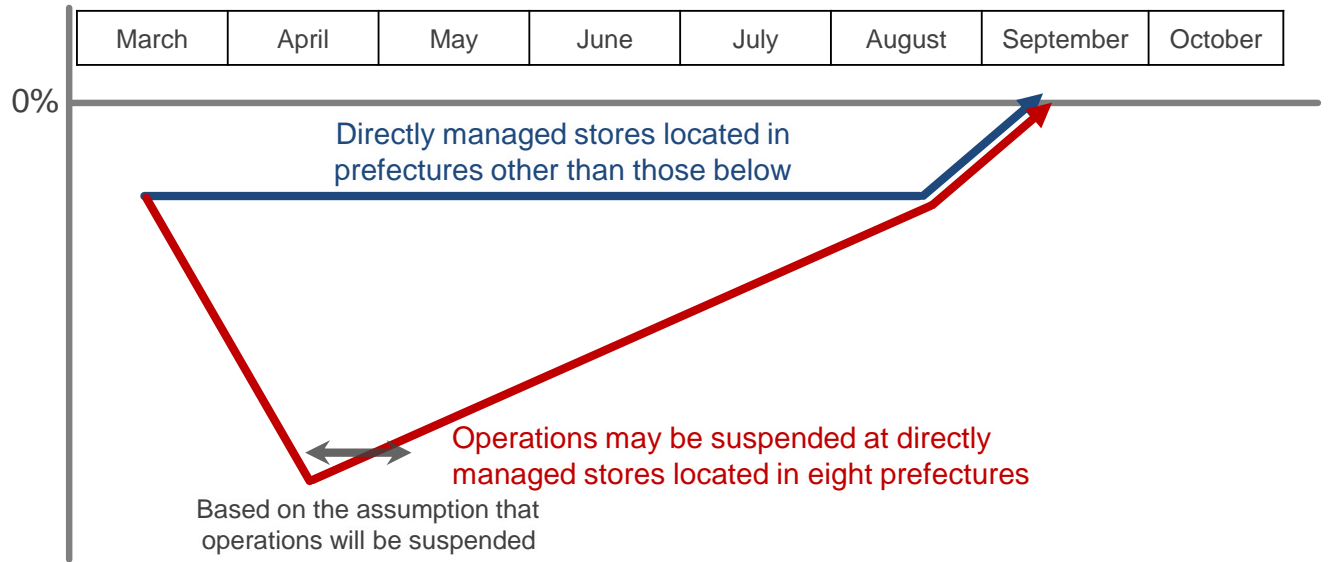 March April May June July August September October
0%
Directly managed stores located in
prefectures other than those below
Operations may be suspended at directly
managed stores located in eight prefectures
Based on the assumption that
operations will be suspended